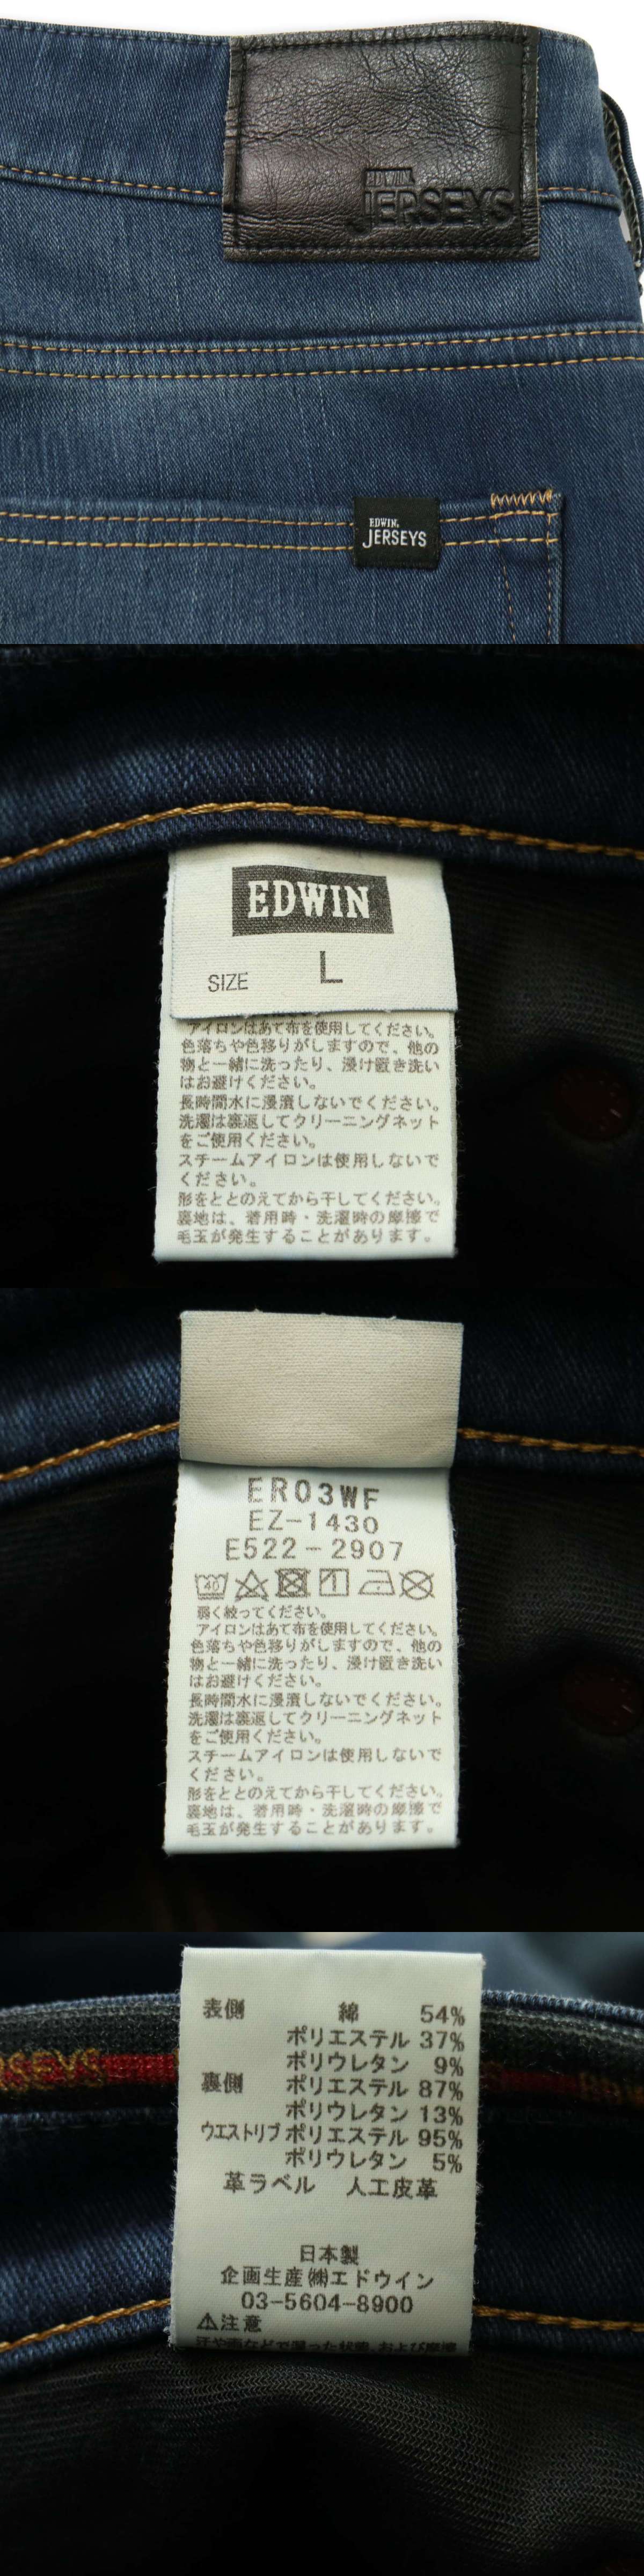 EDWIN.
JERSEYS
EDWIN.
JERSEYS
EDWIN
SIZE L
アイロンはあて布を使用してください。
色落ちや色移りがしますので、他の
物と一緒に洗ったり、浸け置き洗い
はお避けください。
長時間水に浸漬しないでください。
洗濯は裏返してクリーニングネット
をご使用ください。
スチームアイロンは使用しないで
ください。
形をととのえてから干してください。
裏地は、着用時・洗濯時の摩擦で
毛玉が発生することがあります。
ER03WF
EZ-1430
E522-2907
40
弱く絞ってください。
アイロンはあて布を使用してください。
色落ちや色移りがしますので、他の
物と一緒に洗ったり、浸け置き洗い
はお避けください。
長時間水に浸漬しないでください。
洗濯は裏返してクリーニングネット
をご使用ください。
スチームアイロンは使用しないで
ください。
形をととのえてから干してください。
裏地は、着用時・洗濯時の摩擦で
毛玉が発生することがあります。
表側 綿 54%
ポリエステル 37%
ポリウレタン 9%
裏側 ポリエステル 87%
ポリウレタン 13%
ウエストリブ ポリエステル 95%
ポリウレタン 5%
革ラベル 人工皮革
日本製
企画生産㈱エドウイン
03-5604-8900
⚠注意